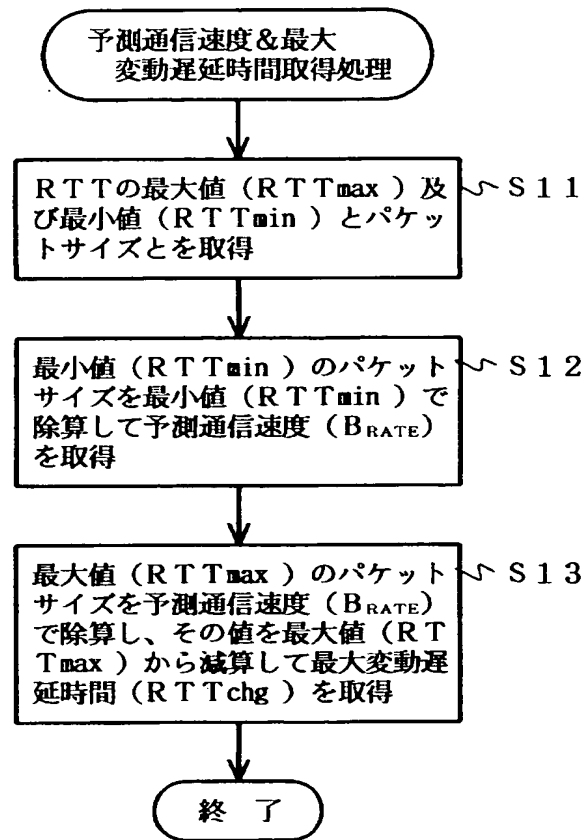 予測通信速度＆最大
変動遅延時間取得処理
ＲＴＴの最大値（ＲＴＴmax）及
び最小値（ＲＴＴmin）とパケッ
トサイズとを取得
Ｓ１１
最小値（ＲＴＴmin）のパケット
サイズを最小値（ＲＴＴmin）で
除算して予測通信速度（BRATE）
を取得
Ｓ１２
最大値（ＲＴＴmax）のパケット
サイズを予測通信速度（BRATE）
で除算し、その値を最大値（ＲＴ
Ｔmax）から減算して最大変動遅
延時間（ＲＴＴchg）を取得
Ｓ１３
終 了